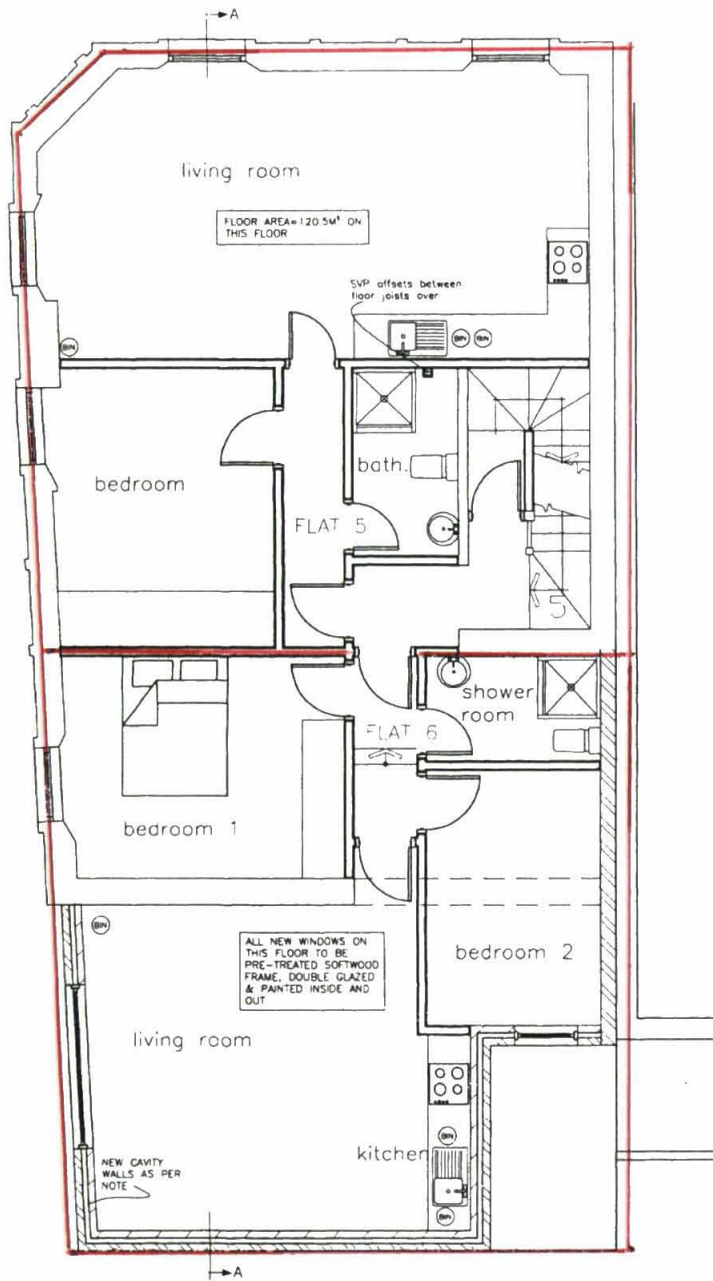 A
living room
FLOOR AREA=120.5M² ON
THIS FLOOR
SVP offsets between
floor joists over
BIN
BIN
BIN
bedroom
bath.
FLAT 5
5
shower
room
FLAT 6
bedroom 1
BIN
ALL NEW WINDOWS ON
THIS FLOOR TO BE
PRE-TREATED SOFTWOOD
FRAME, DOUBLE GLAZED
& PAINTED INSIDE AND
OUT
bedroom 2
living room
BIN
kitchen
NEW CAVITY
WALLS AS PER
NOTE
BIN
A